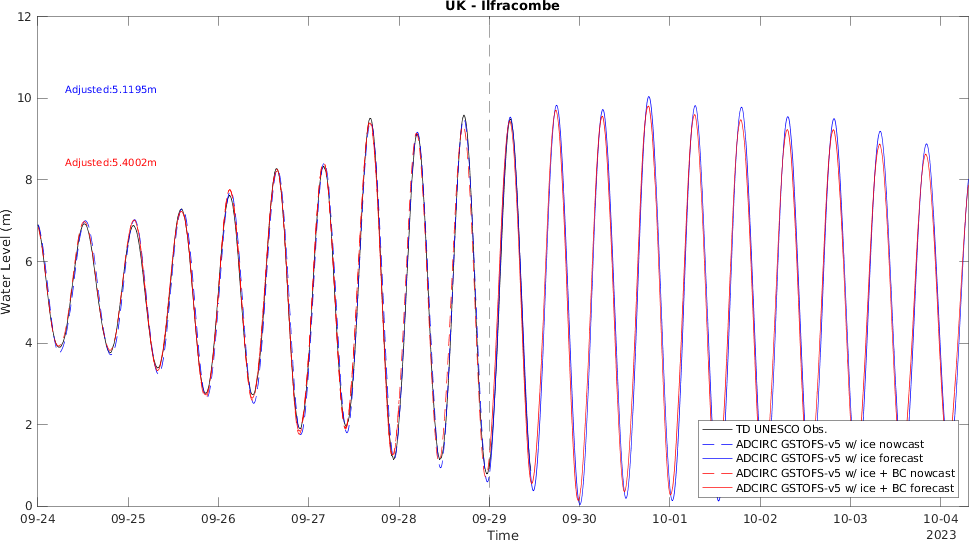 UK - Ilfracombe
12
10
8
6
4
2
0
Water Level (m)
Adjusted:5.1195m
Adjusted:5.4002m
TD UNESCO Obs.
ADCIRC GSTOFS-v5 w/ ice nowcast
ADCIRC GSTOFS-v5 w/ ice forecast
ADCIRC GSTOFS-v5 w/ ice + BC nowcast
ADCIRC GSTOFS-v5 w/ ice + BC forecast
09-24 09-25 09-26 09-27 09-28 09-29 09-30 10-01 10-02 10-03 10-04
Time
2023